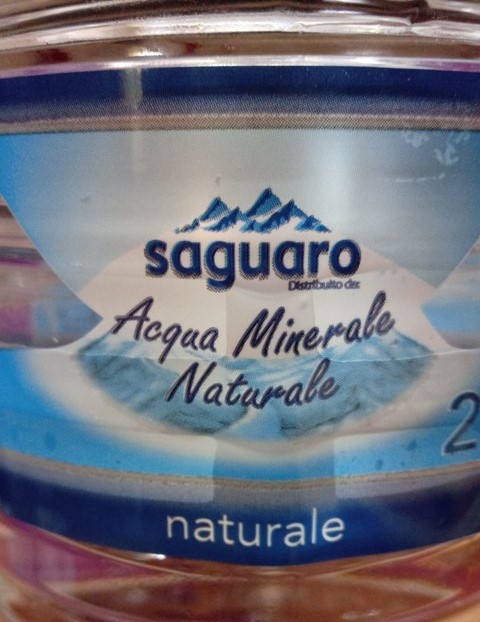 saguaro
Distribuito da:
Acqua Minerale
Naturale
2
naturale